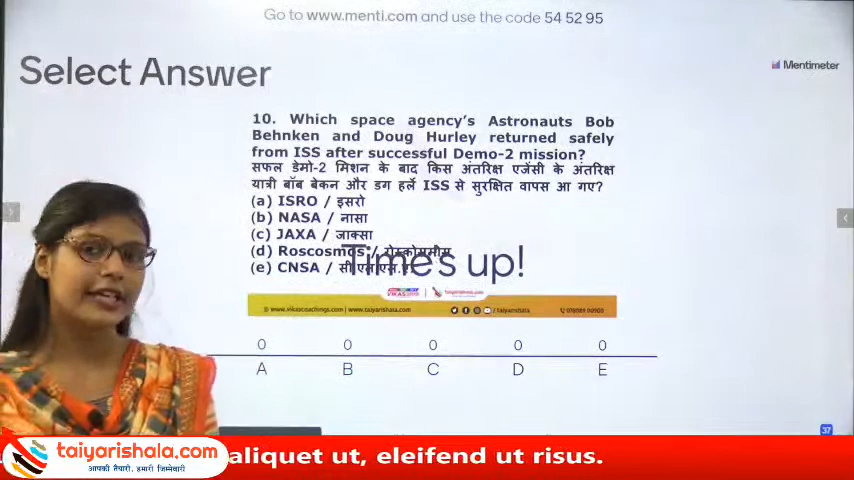 Go to www.menti.com and use the code 54 52 95
Select Answer
Mentimeter
10. Which space agency's Astronauts Bob
Behnken and Doug Hurley returned safely
from ISS after successful Demo-2 mission?
सफल डेमो-2 मिशन के बाद किस अंतरिक्ष एजेंसी के अंतरिक्ष
यात्री बॉब बेकन और डग हर्ले ISS से सुरक्षित वापस आ गए?
(a) ISRO / इसरो
(b) NASA / नासा
(c) JAXA / जाक्सा
(d) Roscosmos /
(e) CNSA /
Time's up!
VIKAS taiyarishala.com
www.vikascoachings.com | www.taiyarishala.com / taiyarishala
0 0 0 0 0
A B C D E
37
taiyarishala.com
आपकी तैयारी, हमारी जिम्मेवारी
aliquet ut, eleifend ut risus.